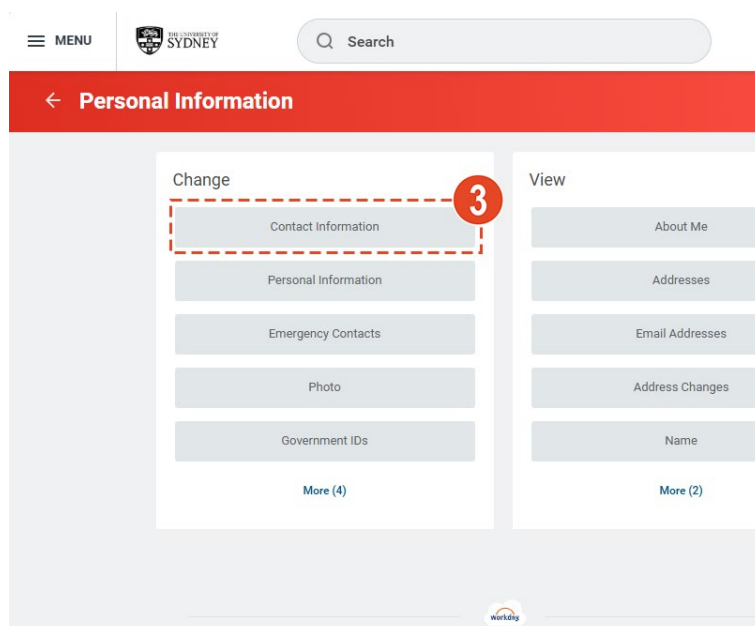 MENU
THE UNIVERSITY OF
SYDNEY
Search
Personal Information
Change
3
Contact Information
Personal Information
Emergency Contacts
Photo
Government IDs
More (4)
View
About Me
Addresses
Email Addresses
Address Changes
Name
More (2)
workday